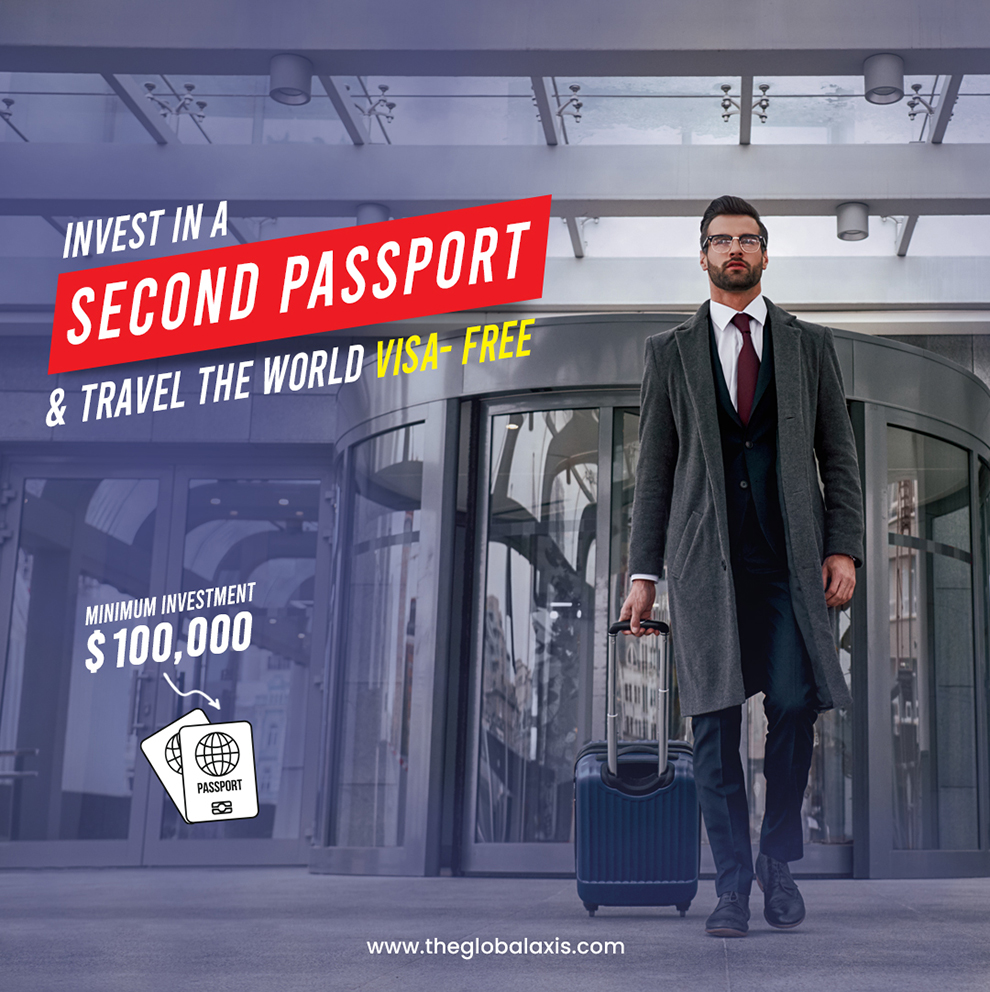 INVEST IN A
SECOND PASSPORT
& TRAVEL THE WORLD VISA- FREE
MINIMUM INVESTMENT
$100,000
PASSPORT
www.theglobalaxis.com